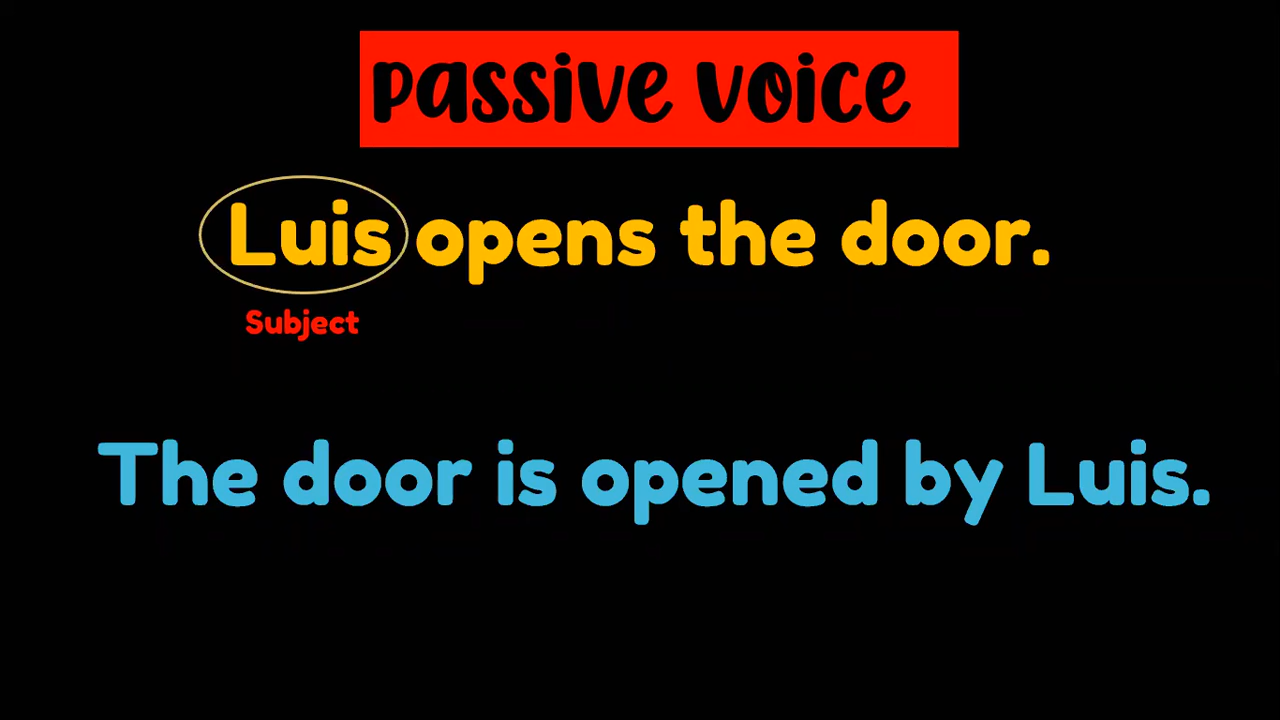 passive voice
Luis opens the door.
Subject
The door is opened by Luis.